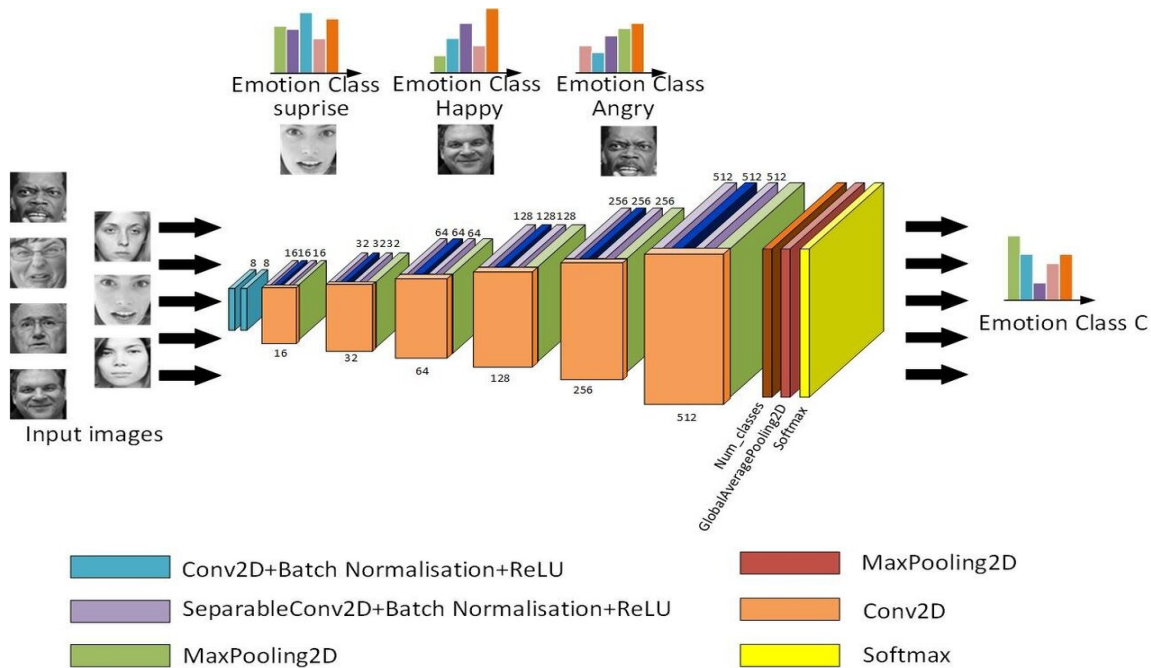 Emotion Class
suprise
Emotion Class
Happy
Emotion Class
Angry
512 512 512
256 256 256
128 128 128
64 64 64
32 32 32
16 16 16
8 8
16
32
64
128
256
512
Input images
Emotion Class C
Num_classes
GlobalAveragePooling2D
Softmax
Conv2D+Batch Normalisation+ReLU
SeparableConv2D+Batch Normalisation+ReLU
MaxPooling2D
MaxPooling2D
Conv2D
Softmax